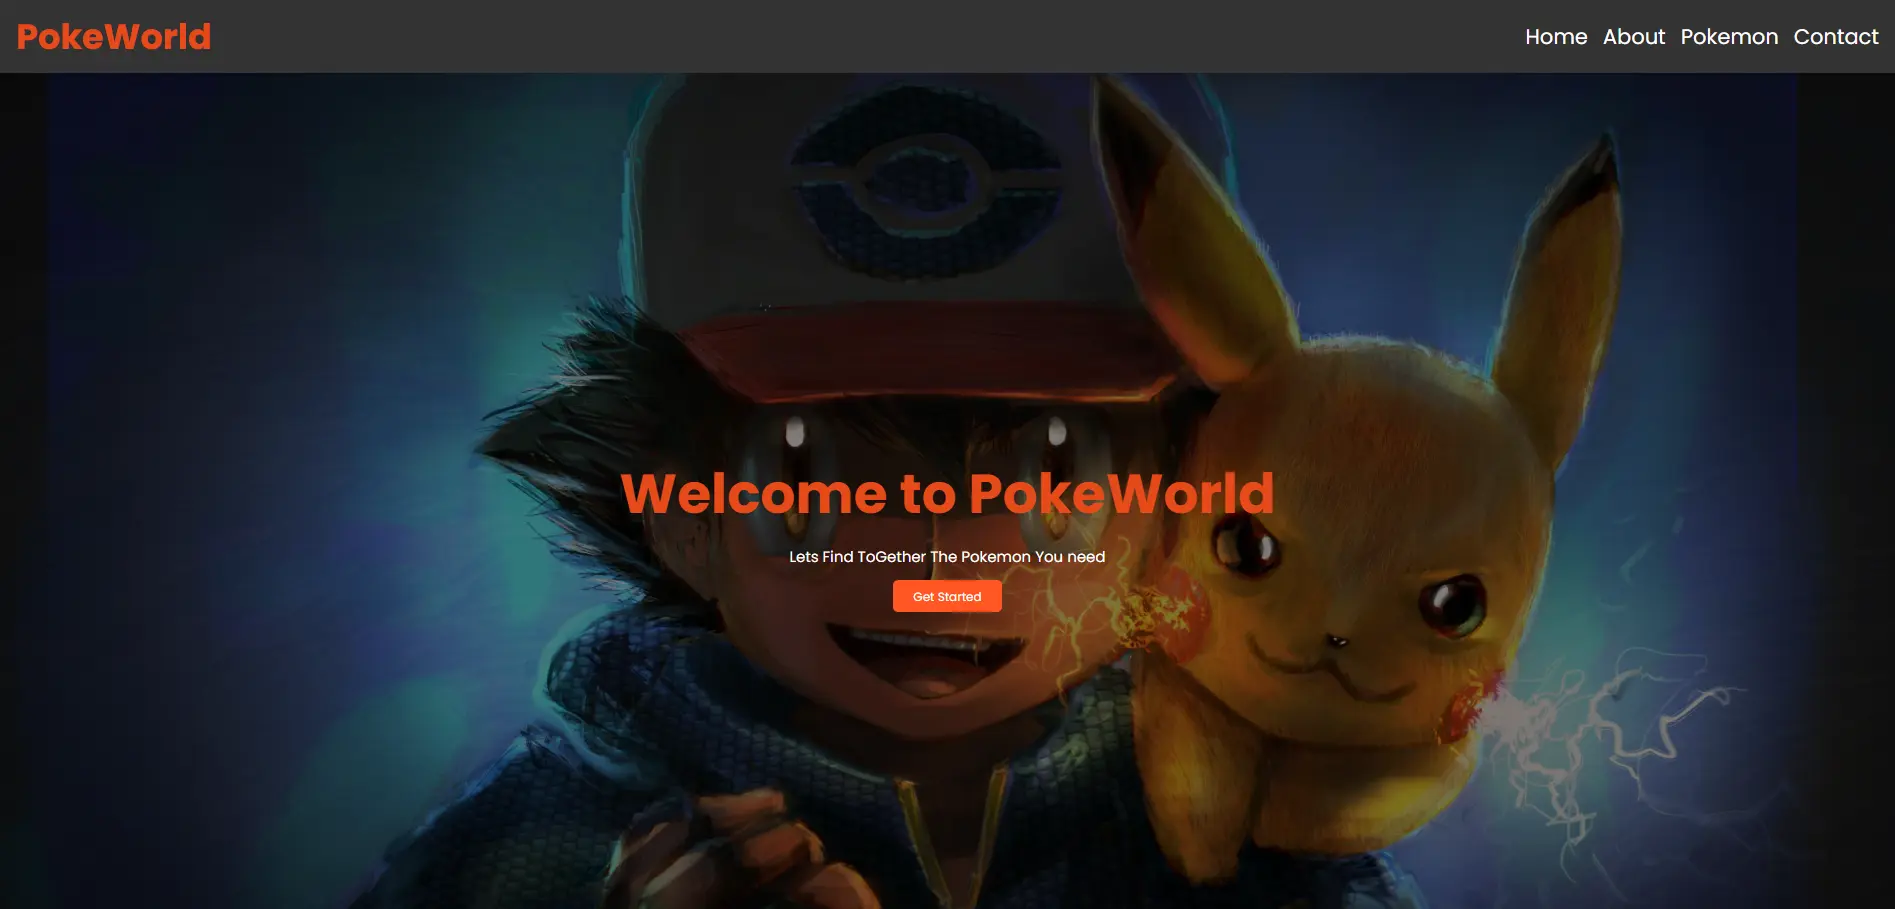 PokeWorld
Home About Pokemon Contact
Welcome to PokeWorld
Lets Find ToGether The Pokemon You need
Get Started